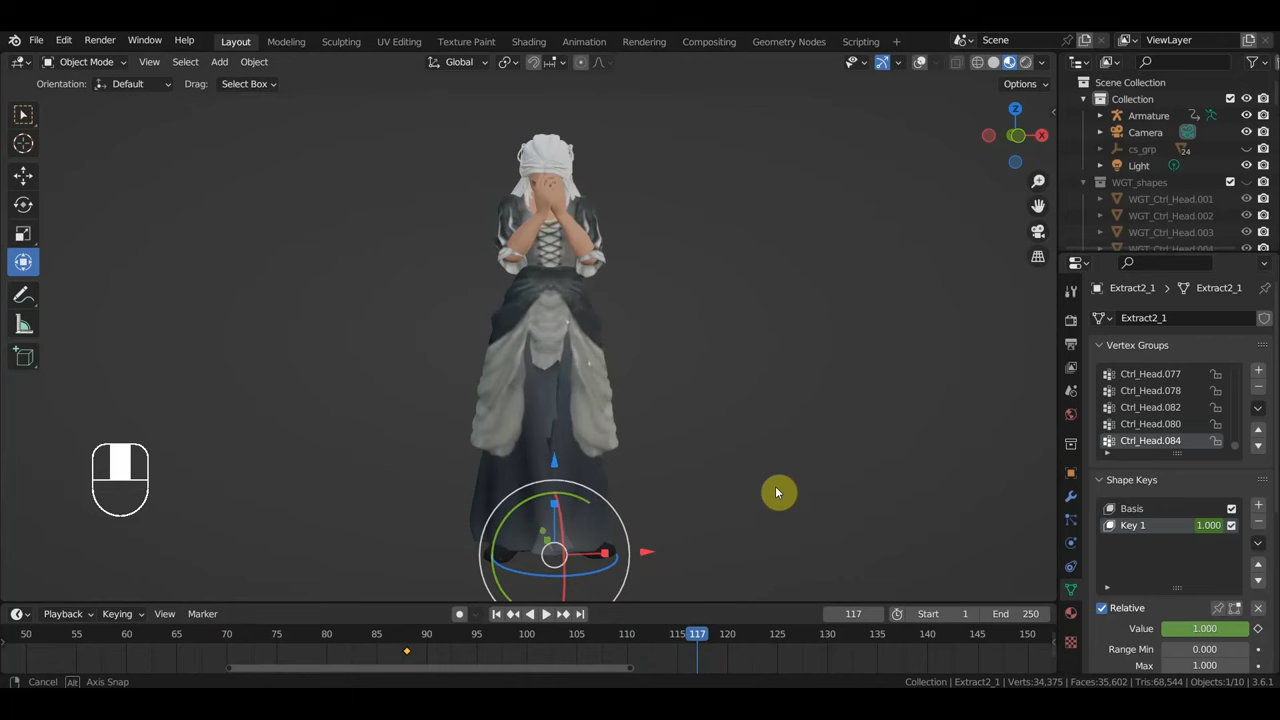 File Edit Render Window Help Layout Modeling Sculpting UV Editing Texture Paint Shading Animation Rendering Compositing Geometry Nodes Scripting + Scene ViewLayer
Object Mode View Select Add Object Global
Orientation: Default Drag: Select Box Options
Scene Collection
Collection
Armature
Camera
cs_grp 24
Light
WGT_shapes
WGT_Ctrl_Head.001
WGT_Ctrl_Head.002
WGT_Ctrl_Head.003
WGT_Ctrl_Head.004
Z
X
Extract2_1 Extract2_1
Extract2_1
Vertex Groups
Ctrl_Head.077
Ctrl_Head.078
Ctrl_Head.082
Ctrl_Head.080
Ctrl_Head.084
Shape Keys
Basis
Key 1 1.000
Relative
Value 1.000
Range Min 0.000
Max 1.000
Playback Keying View Marker 117 Start 1 End 250
50 55 60 65 70 75 80 85 90 95 100 105 110 115 117 120 125 130 135 140 145 150
Cancel Alt Axis Snap Collection | Extract2_1 | Verts:34,375 | Faces:35,602 | Tris:68,544 | Objects:1/10 | 3.6.1